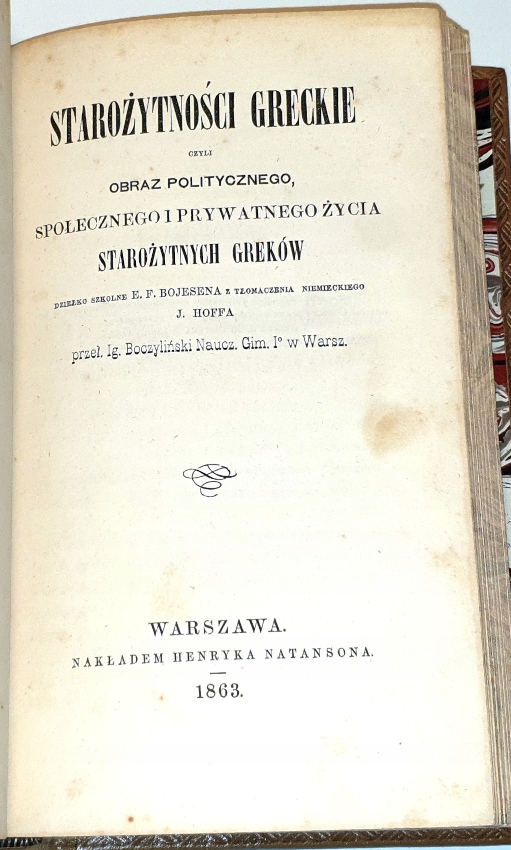 STAROŻYTNOŚCI GRECKIE
CZYLI
OBRAZ POLITYCZNEGO,
SPOŁECZNEGO I PRYWATNEGO ŻYCIA
STAROŻYTNYCH GREKÓW
DZIEŁKO SZKOLNE E. F. BOJESENA Z TŁOMACZENIA NIEMIECKIEGO
J. HOFFA
przeł. Ig. Boczyliński Naucz. Gim. Iº w Warsz.
WARSZAWA.
NAKŁADEM HENRYKA NATANSONA.
1863.